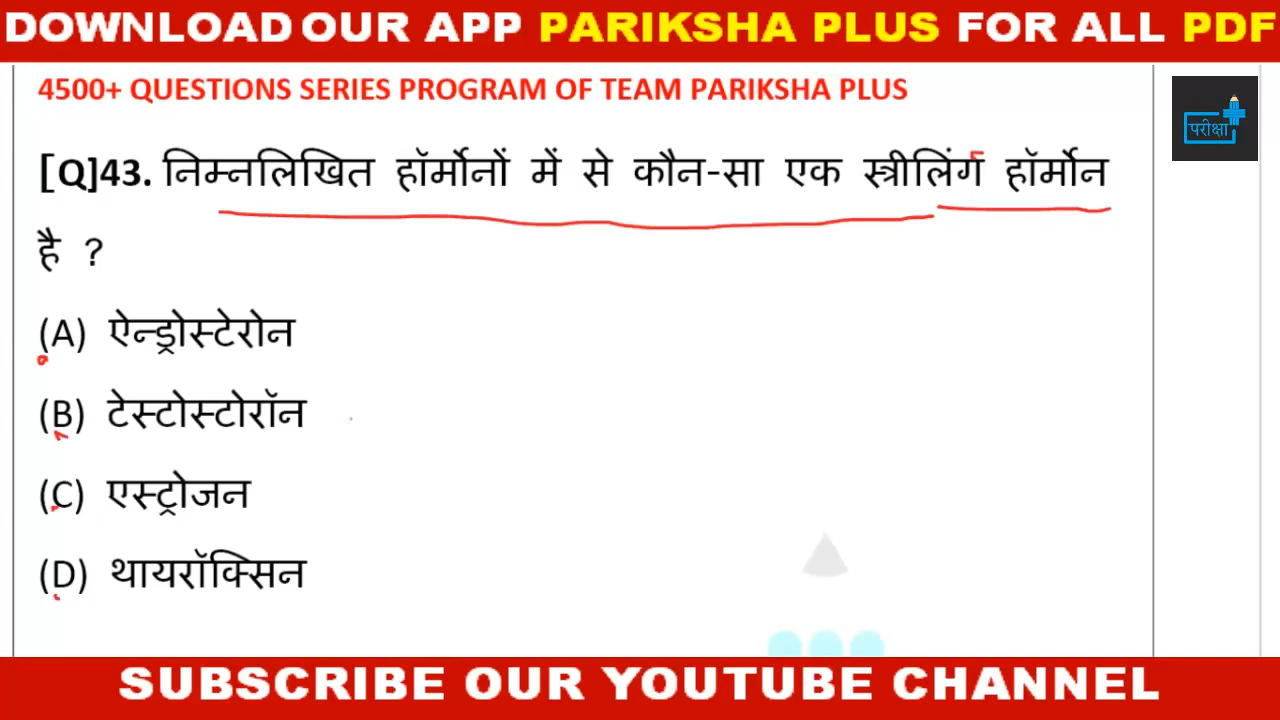 DOWNLOAD OUR APP PARIKSHA PLUS FOR ALL PDF
4500+ QUESTIONS SERIES PROGRAM OF TEAM PARIKSHA PLUS
परीक्षा
[Q]43. निम्नलिखित हॉर्मोनों में से कौन-सा एक स्त्रीलिंग हॉर्मोन
है ?
(A) ऐन्ड्रोस्टेरोन
(B) टेस्टोस्टोरॉन
(C) एस्ट्रोजन
(D) थायरॉक्सिन
SUBSCRIBE OUR YOUTUBE CHANNEL